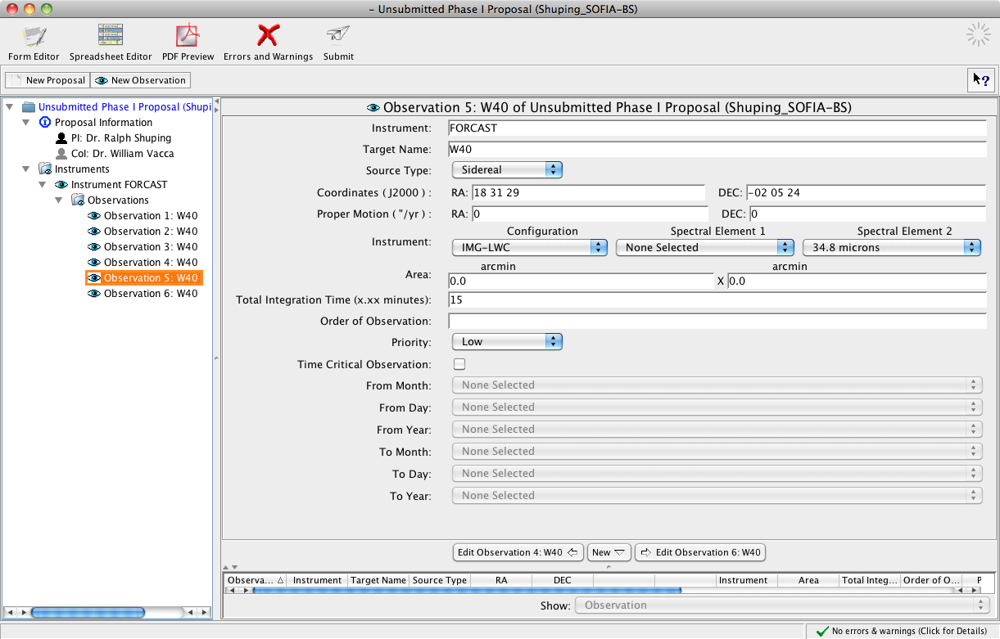 - Unsubmitted Phase I Proposal (Shuping_SOFIA-BS)
Form Editor Spreadsheet Editor PDF Preview Errors and Warnings Submit
New Proposal New Observation ?
Unsubmitted Phase I Proposal (Shupi
Proposal Information
PI: Dr. Ralph Shuping
CoI: Dr. William Vacca
Instruments
Instrument FORCAST
Observations
Observation 1: W40
Observation 2: W40
Observation 3: W40
Observation 4: W40
Observation 5: W40
Observation 6: W40
Observation 5: W40 of Unsubmitted Phase I Proposal (Shuping_SOFIA-BS)
Instrument: FORCAST
Target Name: W40
Source Type: Sidereal
Coordinates ( J2000 ) : RA: 18 31 29 DEC: -02 05 24
Proper Motion ( "/yr ) : RA: 0 DEC: 0
Configuration Spectral Element 1 Spectral Element 2
Instrument: IMG-LWC None Selected 34.8 microns
arcmin arcmin
Area: 0.0 X 0.0
Total Integration Time (x.xx minutes): 15
Order of Observation:
Priority: Low
Time Critical Observation:
From Month: None Selected
From Day: None Selected
From Year: None Selected
To Month: None Selected
To Day: None Selected
To Year: None Selected
Edit Observation 4: W40 New Edit Observation 6: W40
Observa... Instrument Target Name Source Type RA DEC Instrument Area Total Integ... Order of O... P
Show: Observation
No errors & warnings (Click for Details)